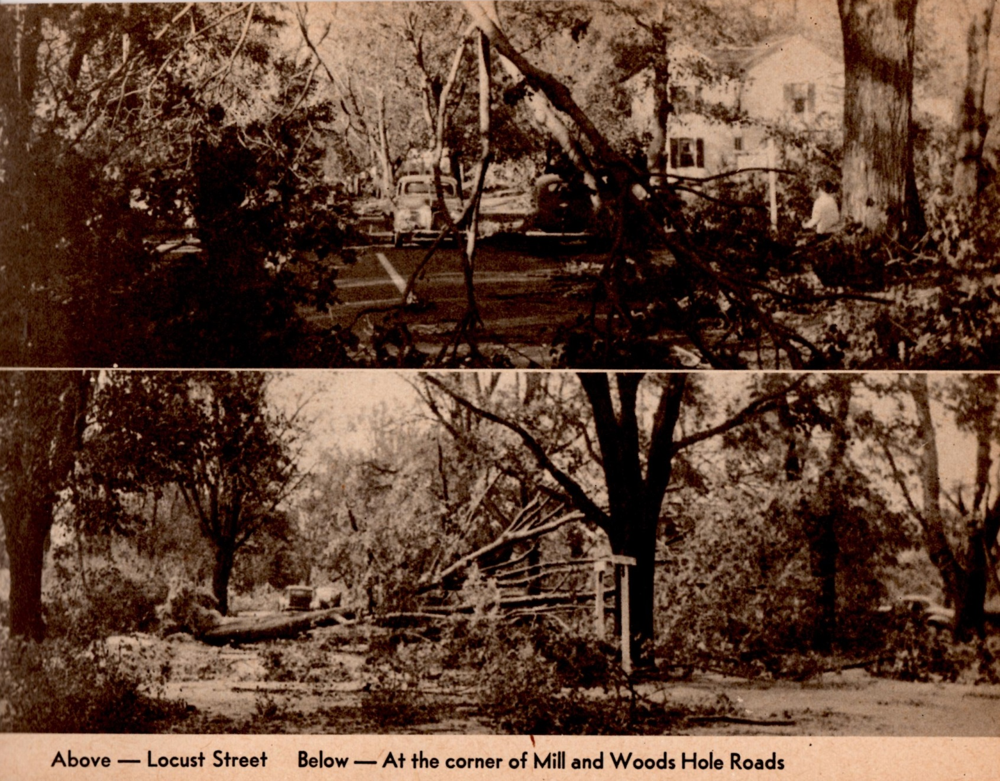 Above — Locust Street Below — At the corner of Mill and Woods Hole Roads